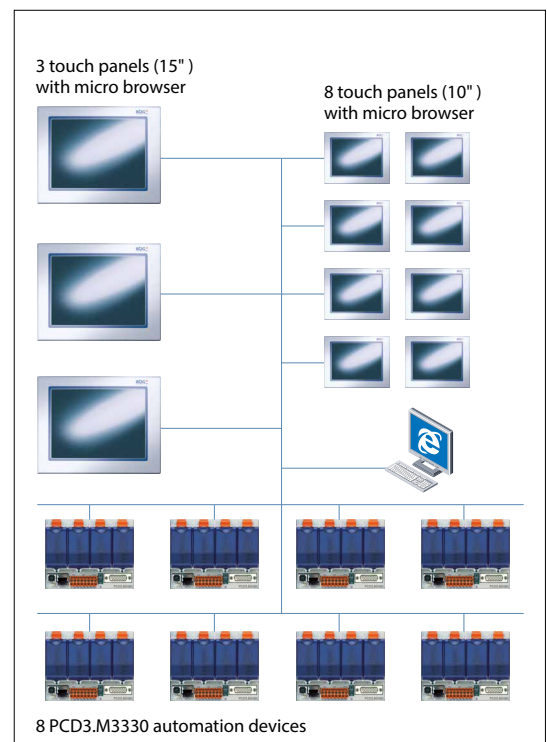 3 touch panels (15" )
with micro browser
8 touch panels (10" )
with micro browser
8 PCD3.M3330 automation devices